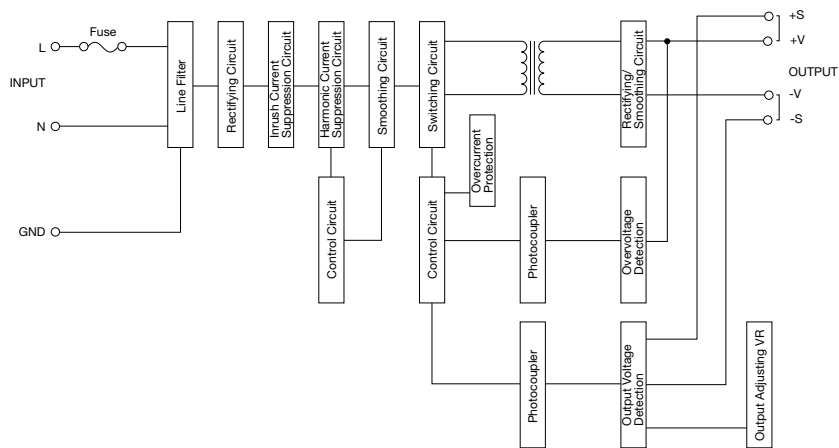 Fuse
L
INPUT
N
GND
Line Filter
Rectifying Circuit
Inrush Current
Suppression Circuit
Harmonic Current
Suppression Circuit
Smoothing Circuit
Switching Circuit
Rectifying/
Smoothing Circuit
+S
+V
OUTPUT
-V
-S
Control Circuit
Control Circuit
Overcurrent
Protection
Photocoupler
Overvoltage
Detection
Photocoupler
Output Voltage
Detection
Output Adjusting VR